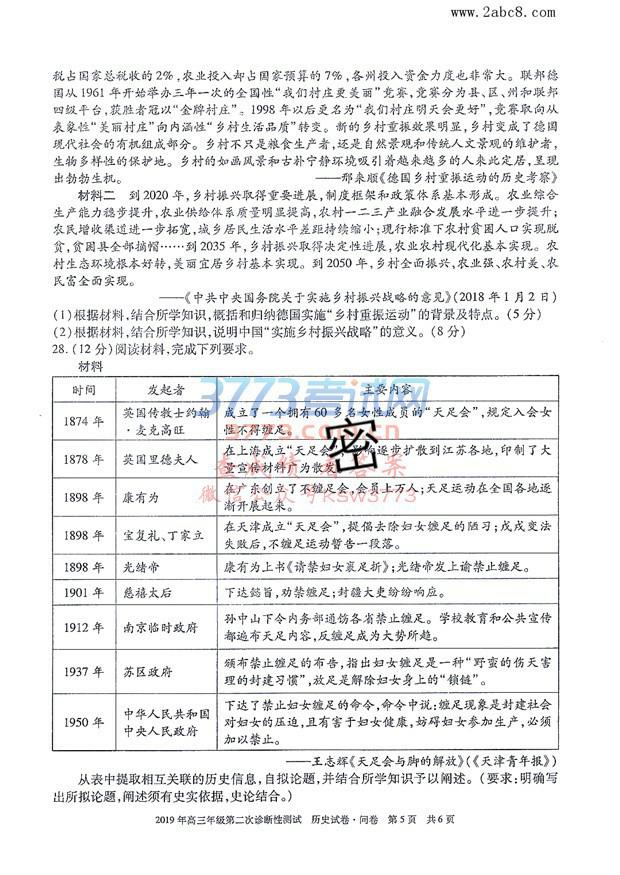 www.2abc8.com
税占国家总税收的2%,农业投入却占国家预算的7%,各州投入资金力度也非常大。联邦德
国从1961年开始举办三年一次的全国性“我们村庄更美丽”竞赛,竞赛分为县、区、州和联邦
四级平台,获胜者冠以“金牌村庄”。1998年以后更名为“我们村庄明天会更好”,竞赛取向从
表象性“美丽村庄”向内涵性“乡村生活品质”转变。新的乡村重振效果明显,乡村变成了德国
现代社会的有机组成部分。乡村不只是粮食生产者,还是自然景观和传统人文景观的维护者,
生物多样性的保护地。乡村的如画风景和古朴宁静环境吸引着越来越多的人来此定居,呈现
出勃勃生机。 ——邢来顺《德国乡村重振运动的历史考察》
材料二 到2020年,乡村振兴取得重要进展,制度框架和政策体系基本形成。农业综合
生产能力稳步提升,农业供给体系质量明显提高,农村一二三产业融合发展水平进一步提升;
农民增收渠道进一步拓宽,城乡居民生活水平差距持续缩小;现行标准下农村贫困人口实现脱
贫,贫困县全部摘帽……到2035年,乡村振兴取得决定性进展,农业农村现代化基本实现。农
村生态环境根本好转,美丽宜居乡村基本实现。到2050年,乡村全面振兴,农业强、农村美、农
民富全面实现。
——《中共中央国务院关于实施乡村振兴战略的意见》(2018年1月2日)
(1)根据材料,结合所学知识,概括和归纳德国实施“乡村重振运动”的背景及特点。(5分)
(2)根据材料,结合所学知识,说明中国“实施乡村振兴战略”的意义。(8分)
28.(12分)阅读材料,完成下列要求。
材料
时间 发起者 主要内容
1874年 英国传教士约翰·麦克高旺 成立了一个拥有60多名女性成员的“天足会”,规定入会女
性不得缠足。
1878年 英国里德夫人 在上海成立“天足会”,影响逐步扩散到江苏各地,印制了大
量宣传材料广为散发。
1898年 康有为 在广东创立了不缠足会,会员上万人;天足运动在全国各地逐
渐开展起来。
1898年 宝复礼、丁家立 在天津成立“天足会”,提倡去除妇女缠足的陋习;戊戌变法
失败后,不缠足运动暂告一段落。
1898年 光绪帝 康有为上书《请禁妇女裹足折》;光绪帝发上谕禁止缠足。
1901年 慈禧太后 下达懿旨,劝禁缠足;封疆大吏纷纷响应。
1912年 南京临时政府 孙中山下令内务部通饬各省禁止缠足。学校教育和公共宣传
都遍布天足内容,反缠足成为大势所趋。
1937年 苏区政府 颁布禁止缠足的布告,指出妇女缠足是一种“野蛮的伤天害
理的封建习惯”,放足是解除妇女身上的“锁链”。
1950年 中华人民共和国中央人民政府 下达了禁止妇女缠足的命令,命令中说:缠足现象是封建社会
对妇女的压迫,且有害于妇女健康,妨碍妇女参加生产,必须
加以禁止。
——王志辉《天足会与脚的解放》(《天津青年报》)
从表中提取相互关联的历史信息,自拟论题,并结合所学知识予以阐述。(要求:明确写
出所拟论题,阐述须有史实依据,史论结合。)
2019年高三年级第二次诊断性测试 历史试卷·问卷 第5页 共6页
3773考试网
www.3773.com.cn
查成绩查答案
微信公众号KSW3773
密